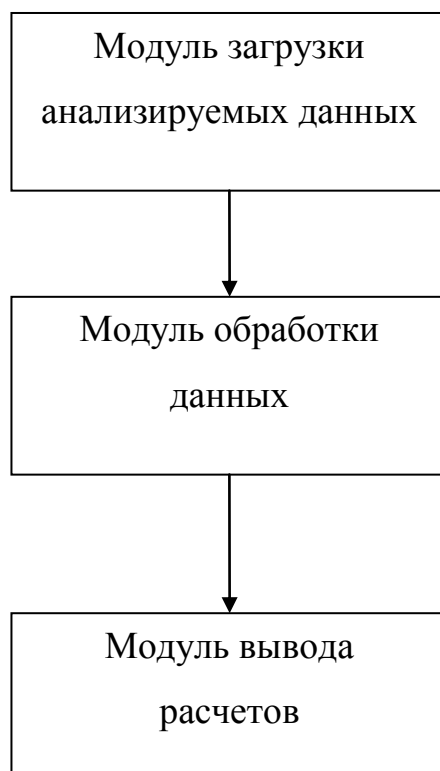 Модуль загрузки
анализируемых данных
Модуль обработки
данных
Модуль вывода
расчетов